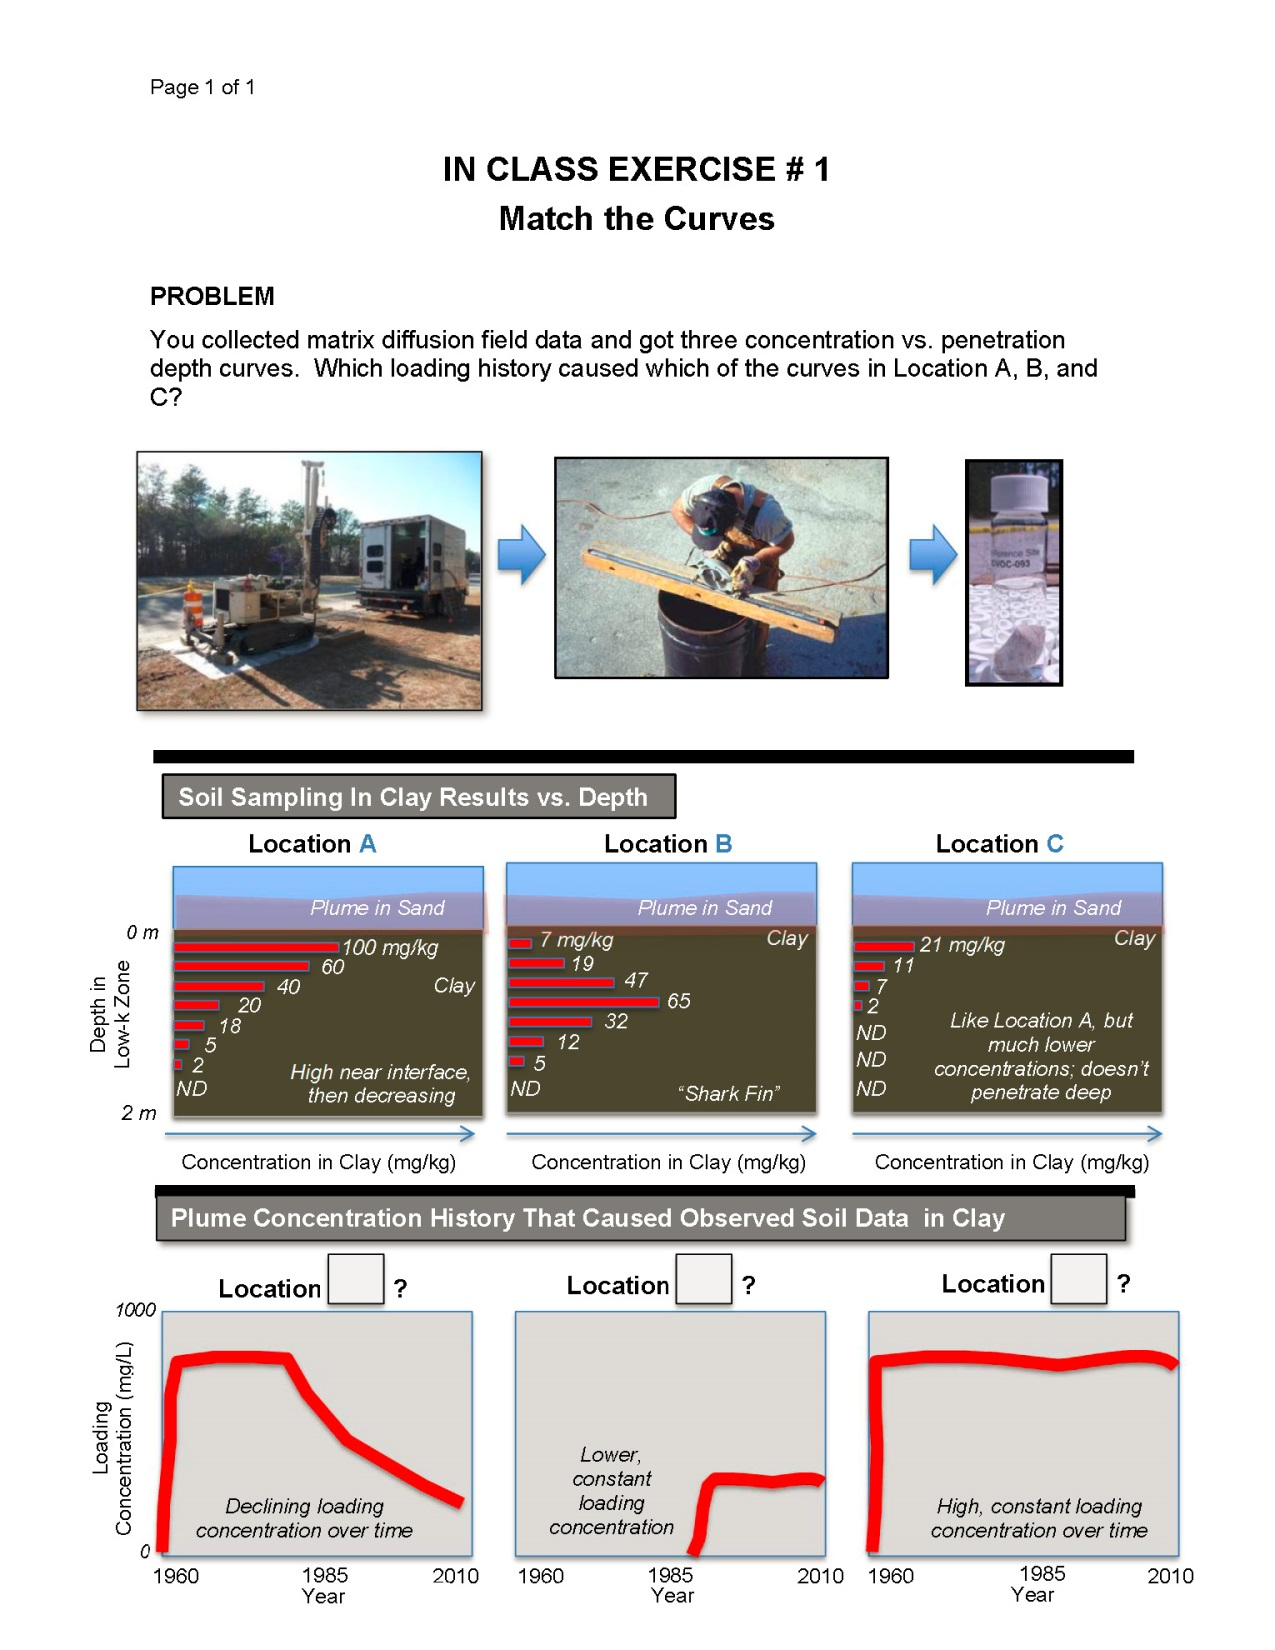 Page 1 of 1
IN CLASS EXERCISE # 1
Match the Curves
PROBLEM
You collected matrix diffusion field data and got three concentration vs. penetration
depth curves.  Which loading history caused which of the curves in Location A, B, and
C?
CVOC-093
Soil Sampling In Clay Results vs. Depth
Location A
Location B
Location C
Plume in Sand
Plume in Sand
Plume in Sand
0 m
Depth in
Low-k Zone
2 m
100 mg/kg
60
40
Clay
20
18
5
2
ND
High near interface,
then decreasing
7 mg/kg
Clay
19
47
65
32
12
5
ND
“Shark Fin”
21 mg/kg
Clay
11
7
2
ND
ND
ND
Like Location A, but
much lower
concentrations; doesn’t
penetrate deep
Concentration in Clay (mg/kg)
Concentration in Clay (mg/kg)
Concentration in Clay (mg/kg)
Plume Concentration History That Caused Observed Soil Data  in Clay
Location ?
Location ?
Location ?
1000
Loading
Concentration (mg/L)
0
Declining loading
concentration over time
Lower,
constant
loading
concentration
High, constant loading
concentration over time
1960 1985 2010
Year
1960 1985 2010
Year
1960 1985 2010
Year